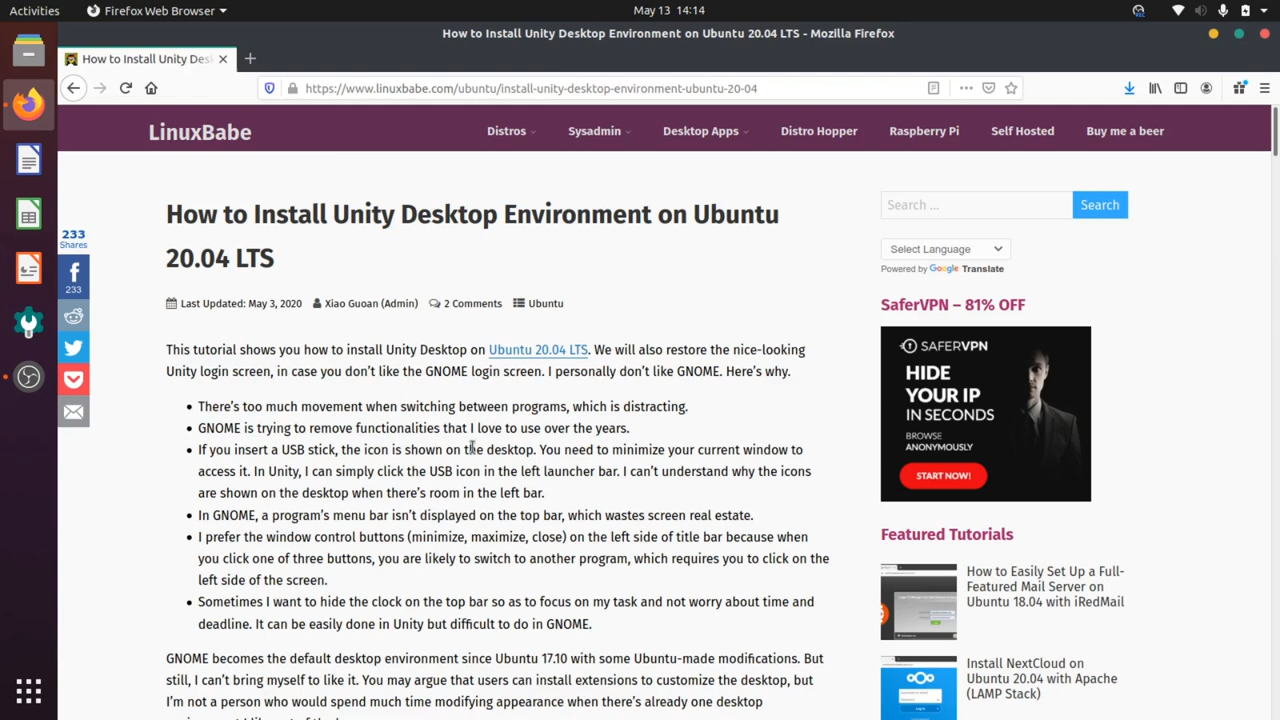 Activities
Firefox Web Browser
May 13 14:14
How to Install Unity Desktop Environment on Ubuntu 20.04 LTS - Mozilla Firefox
How to Install Unity Des
https://www.linuxbabe.com/ubuntu/install-unity-desktop-environment-ubuntu-20-04
LinuxBabe
Distros
Sysadmin
Desktop Apps
Distro Hopper
Raspberry Pi
Self Hosted
Buy me a beer
233
Shares
233
How to Install Unity Desktop Environment on Ubuntu
20.04 LTS
Last Updated: May 3, 2020
Xiao Guoan (Admin)
2 Comments
Ubuntu
This tutorial shows you how to install Unity Desktop on Ubuntu 20.04 LTS. We will also restore the nice-looking
Unity login screen, in case you don't like the GNOME login screen. I personally don't like GNOME. Here's why.
There's too much movement when switching between programs, which is distracting.
GNOME is trying to remove functionalities that I love to use over the years.
If you insert a USB stick, the icon is shown on the desktop. You need to minimize your current window to
access it. In Unity, I can simply click the USB icon in the left launcher bar. I can't understand why the icons
are shown on the desktop when there's room in the left bar.
In GNOME, a program's menu bar isn't displayed on the top bar, which wastes screen real estate.
I prefer the window control buttons (minimize, maximize, close) on the left side of title bar because when
you click one of three buttons, you are likely to switch to another program, which requires you to click on the
left side of the screen.
Sometimes I want to hide the clock on the top bar so as to focus on my task and not worry about time and
deadline. It can be easily done in Unity but difficult to do in GNOME.
GNOME becomes the default desktop environment since Ubuntu 17.10 with some Ubuntu-made modifications. But
still, I can't bring myself to like it. You may argue that users can install extensions to customize the desktop, but
I'm not a person who would spend much time modifying appearance when there's already one desktop
Search ...
Search
Select Language
Powered by Google Translate
SaferVPN – 81% OFF
SAFERVPN
HIDE
YOUR IP
IN SECONDS
BROWSE
ANONYMOUSLY
START NOW!
Featured Tutorials
How to Easily Set Up a Full-
Featured Mail Server on
Ubuntu 18.04 with iRedMail
Install NextCloud on
Ubuntu 20.04 with Apache
(LAMP Stack)